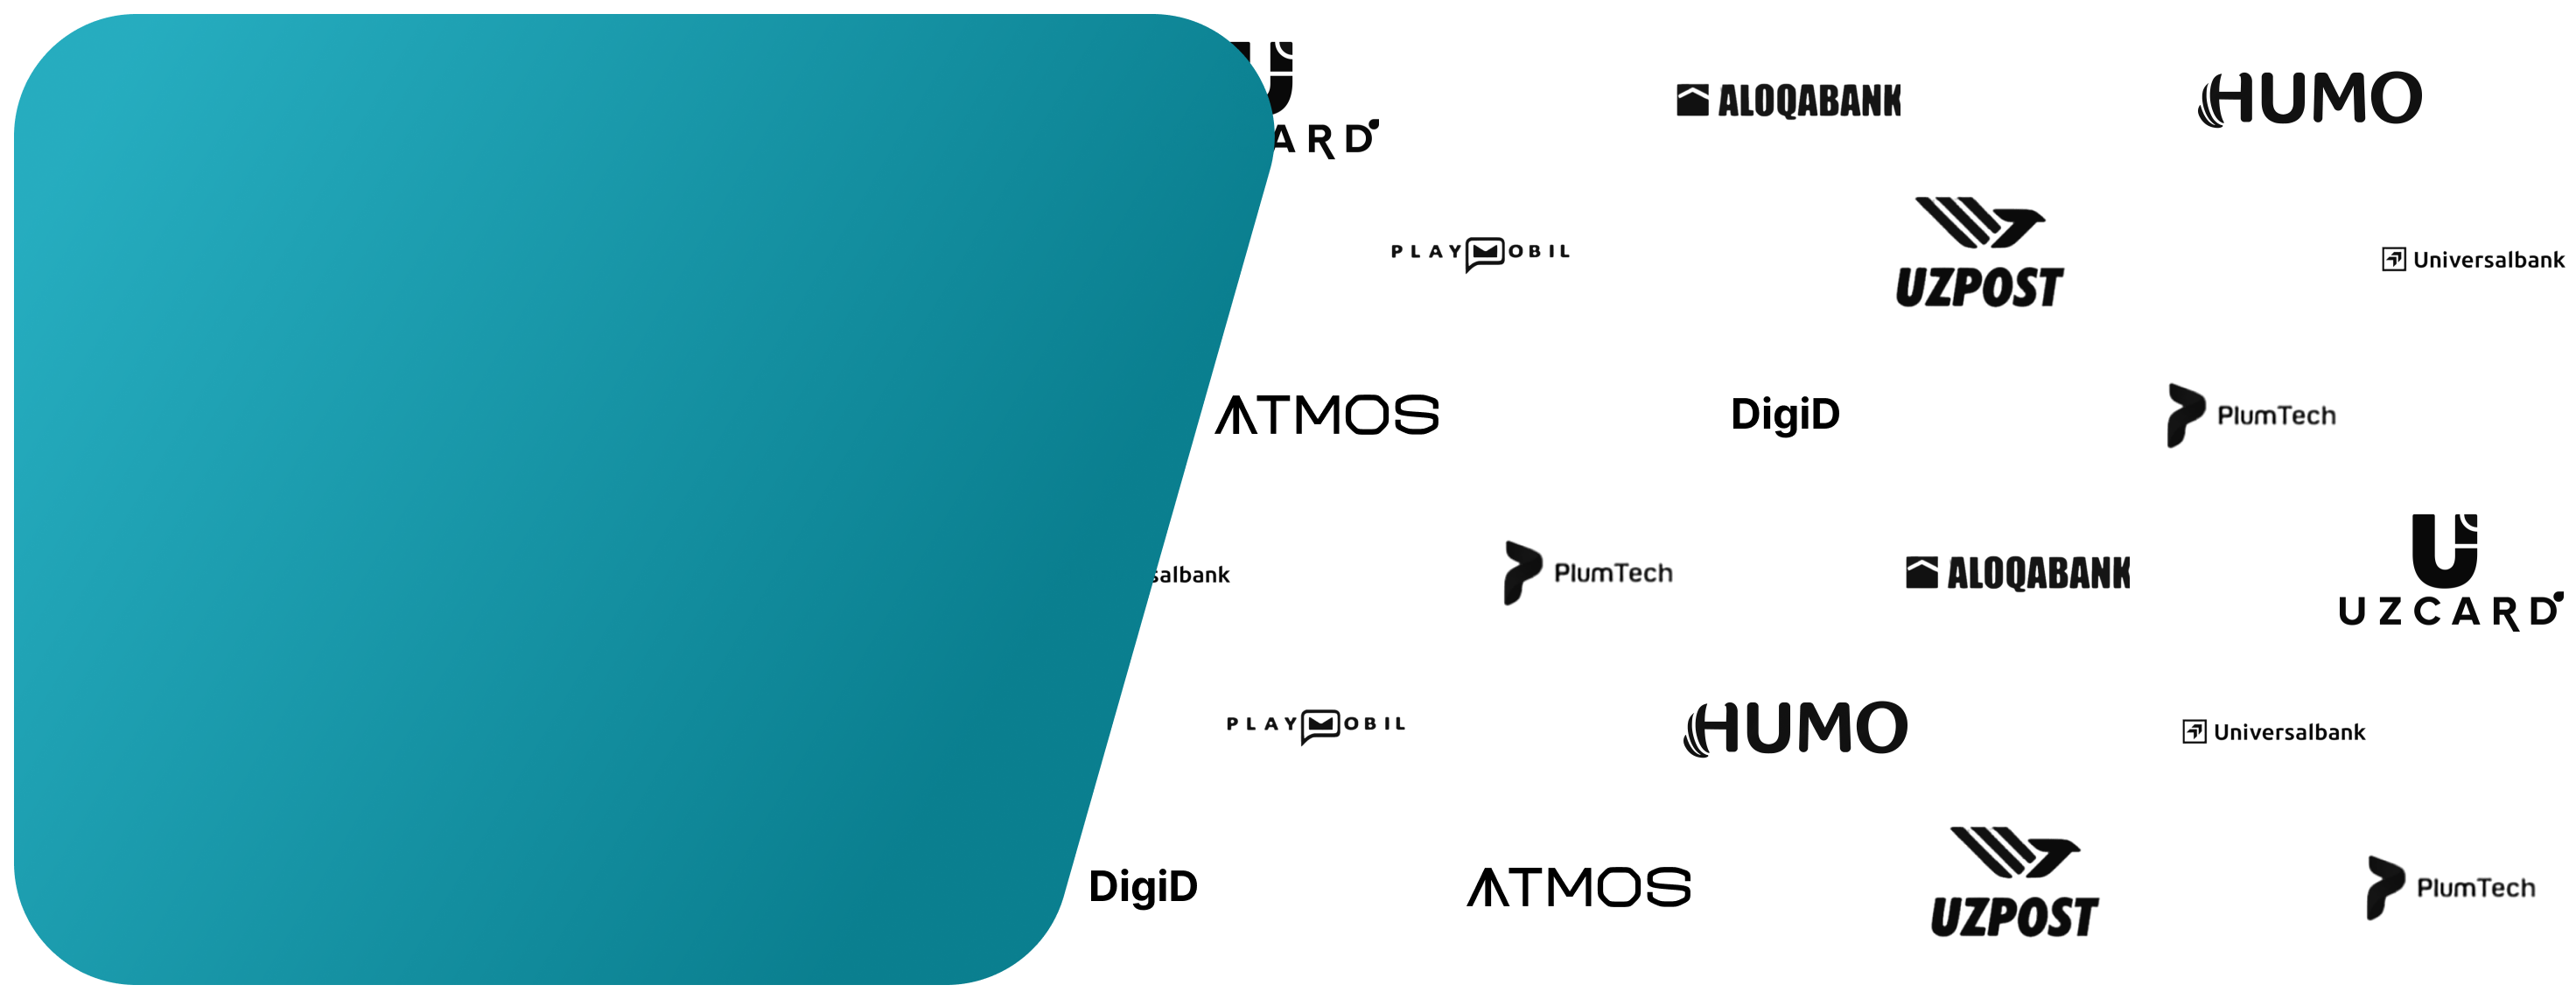 ALOQABANK
HUMO
ARD
PLAYMOBIL
UZPOST
Universalbank
ATMOS
DigiD
PlumTech
salbank
PlumTech
ALOQABANK
UZCARD
PLAYMOBIL
HUMO
Universalbank
DigiD
ATMOS
UZPOST
PlumTech